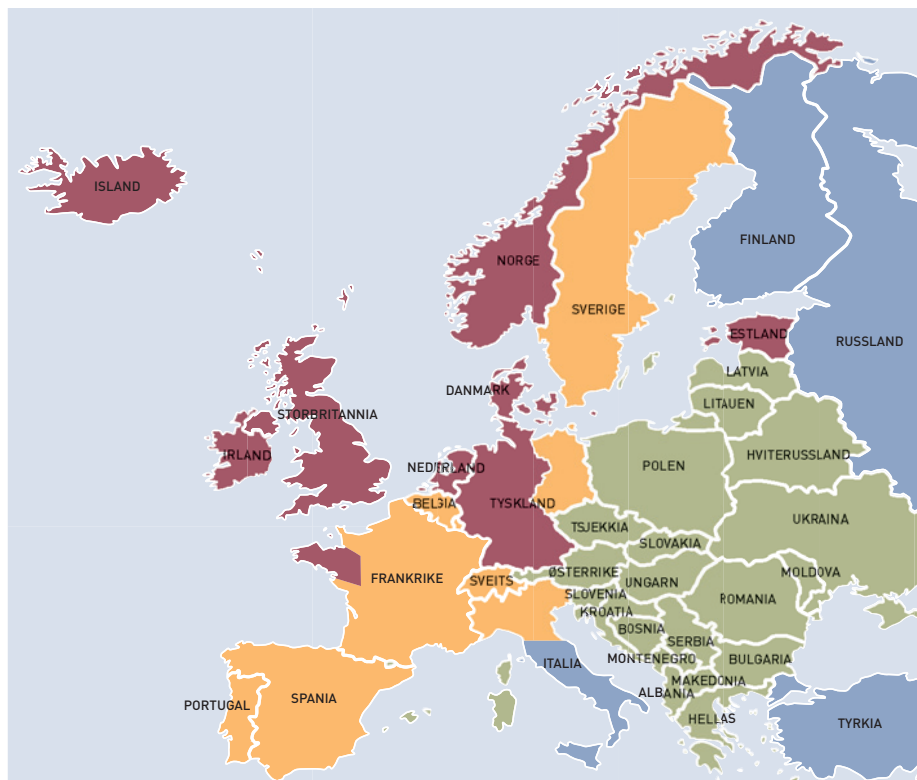 ISLAND
NORGE
FINLAND
SVERIGE
ESTLAND
RUSSLAND
LATVIA
DANMARK
LITAUEN
STORBRITANNIA
IRLAND
HVITERUSSLAND
NEDERLAND
POLEN
BELGIA
TYSKLAND
UKRAINA
TSJEKKIA
SLOVAKIA
ØSTERRIKE
MOLDOVA
FRANKRIKE
SVEITS
UNGARN
SLOVENIA
ROMANIA
KROATIA
BOSNIA
SERBIA
MONTENEGRO
BULGARIA
ITALIA
MAKEDONIA
ALBANIA
SPANIA
PORTUGAL
HELLAS
TYRKIA